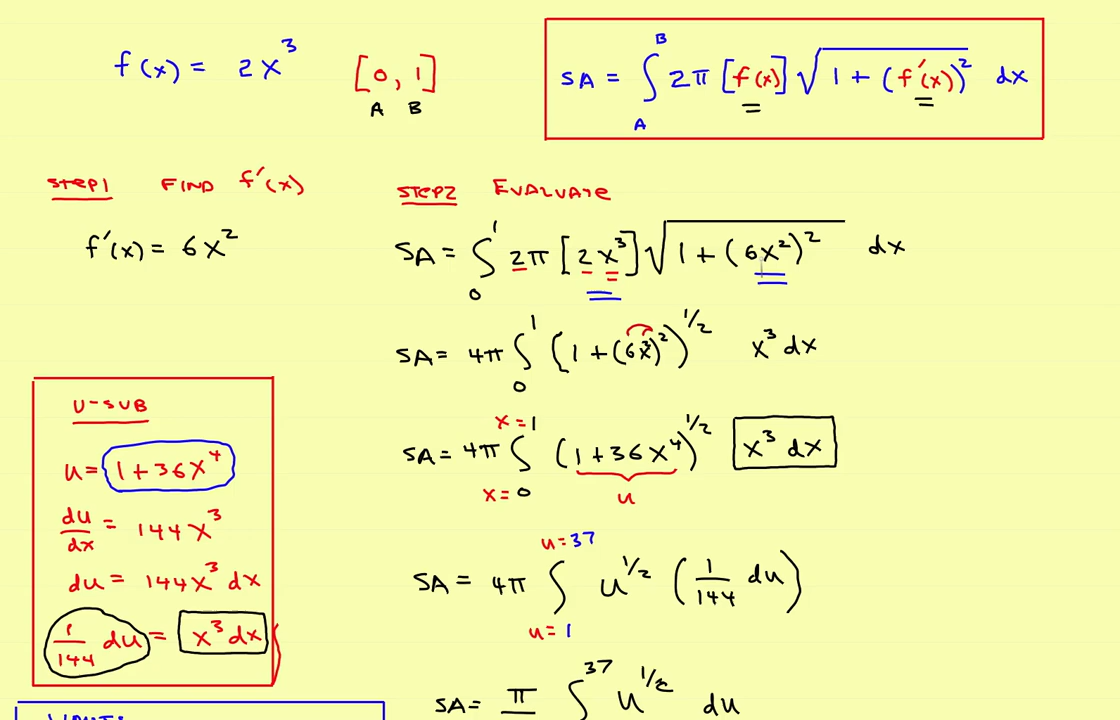 f(x) = 2x³ [0, 1]
A B
SA = ∫_A^B 2π [f(x)] √(1 + (f'(x))²) dx
STEP1 FIND f'(x)
f'(x) = 6x²
STEP2 EVALUATE
SA = ∫_0^1 2π [2x³] √(1 + (6x²)²) dx
SA = 4π ∫_0^1 (1 + (6x²)²)^(1/2) x³ dx
SA = 4π ∫_(x=0)^(x=1) (1 + 36x⁴)^(1/2) x³ dx
u
SA = 4π ∫_(u=1)^(u=37) u^(1/2) (1/144 du)
SA = π ∫^37 u^(1/2) du
U-SUB
u = 1 + 36x⁴
du/dx = 144x³
du = 144x³ dx
1/144 du = x³ dx